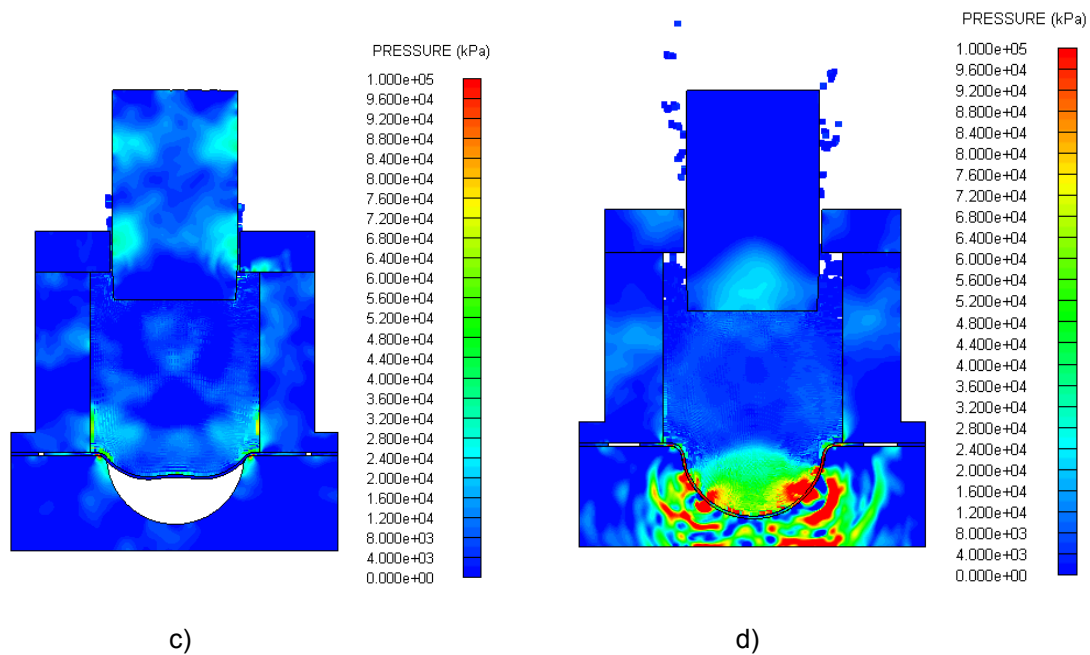 PRESSURE (kPa)
1.000e+05
9.600e+04
9.200e+04
8.800e+04
8.400e+04
8.000e+04
7.600e+04
7.200e+04
6.800e+04
6.400e+04
6.000e+04
5.600e+04
5.200e+04
4.800e+04
4.400e+04
4.000e+04
3.600e+04
3.200e+04
2.800e+04
2.400e+04
2.000e+04
1.600e+04
1.200e+04
8.000e+03
4.000e+03
0.000e+00
c)
PRESSURE (kPa)
1.000e+05
9.600e+04
9.200e+04
8.800e+04
8.400e+04
8.000e+04
7.600e+04
7.200e+04
6.800e+04
6.400e+04
6.000e+04
5.600e+04
5.200e+04
4.800e+04
4.400e+04
4.000e+04
3.600e+04
3.200e+04
2.800e+04
2.400e+04
2.000e+04
1.600e+04
1.200e+04
8.000e+03
4.000e+03
0.000e+00
d)